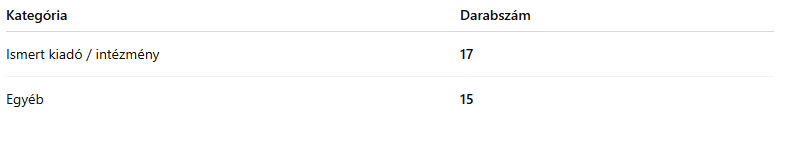 Kategória Darabszám
Ismert kiadó / intézmény 17
Egyéb 15